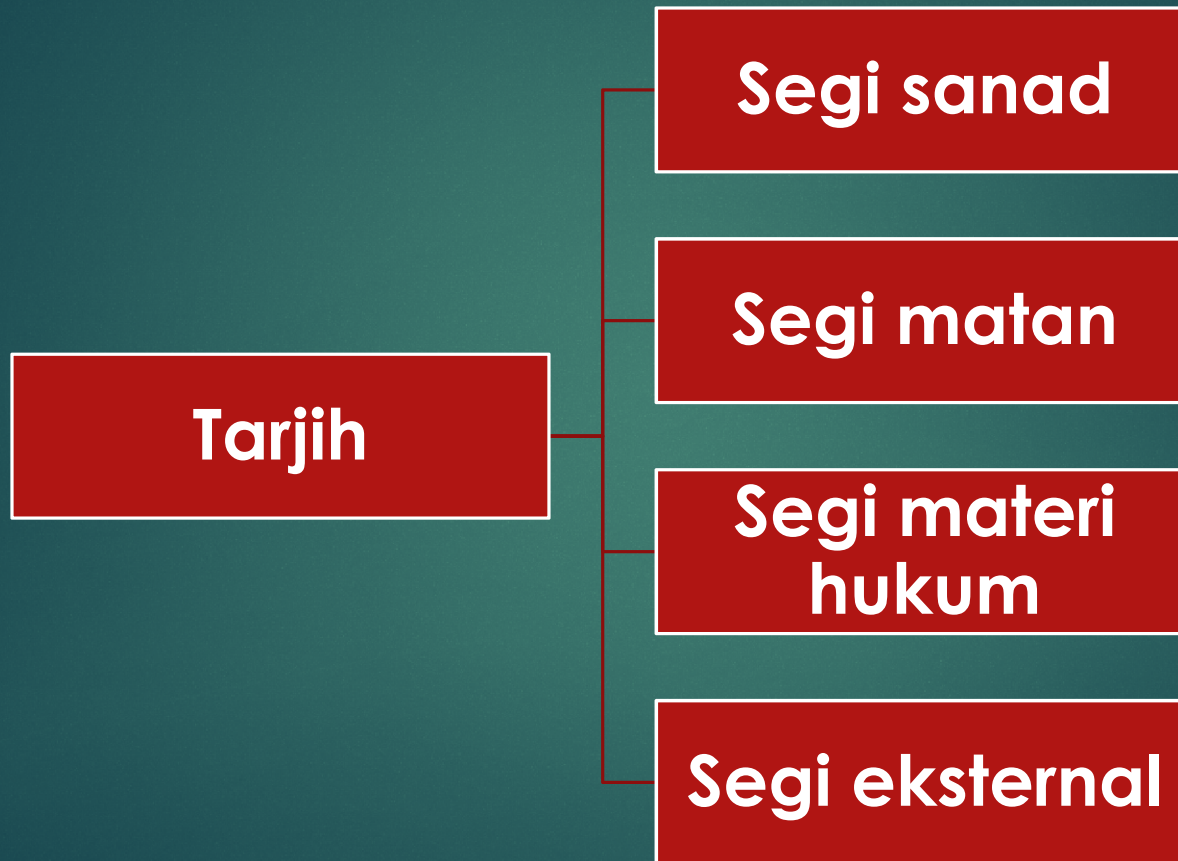 Tarjih
Segi sanad
Segi matan
Segi materi
hukum
Segi eksternal